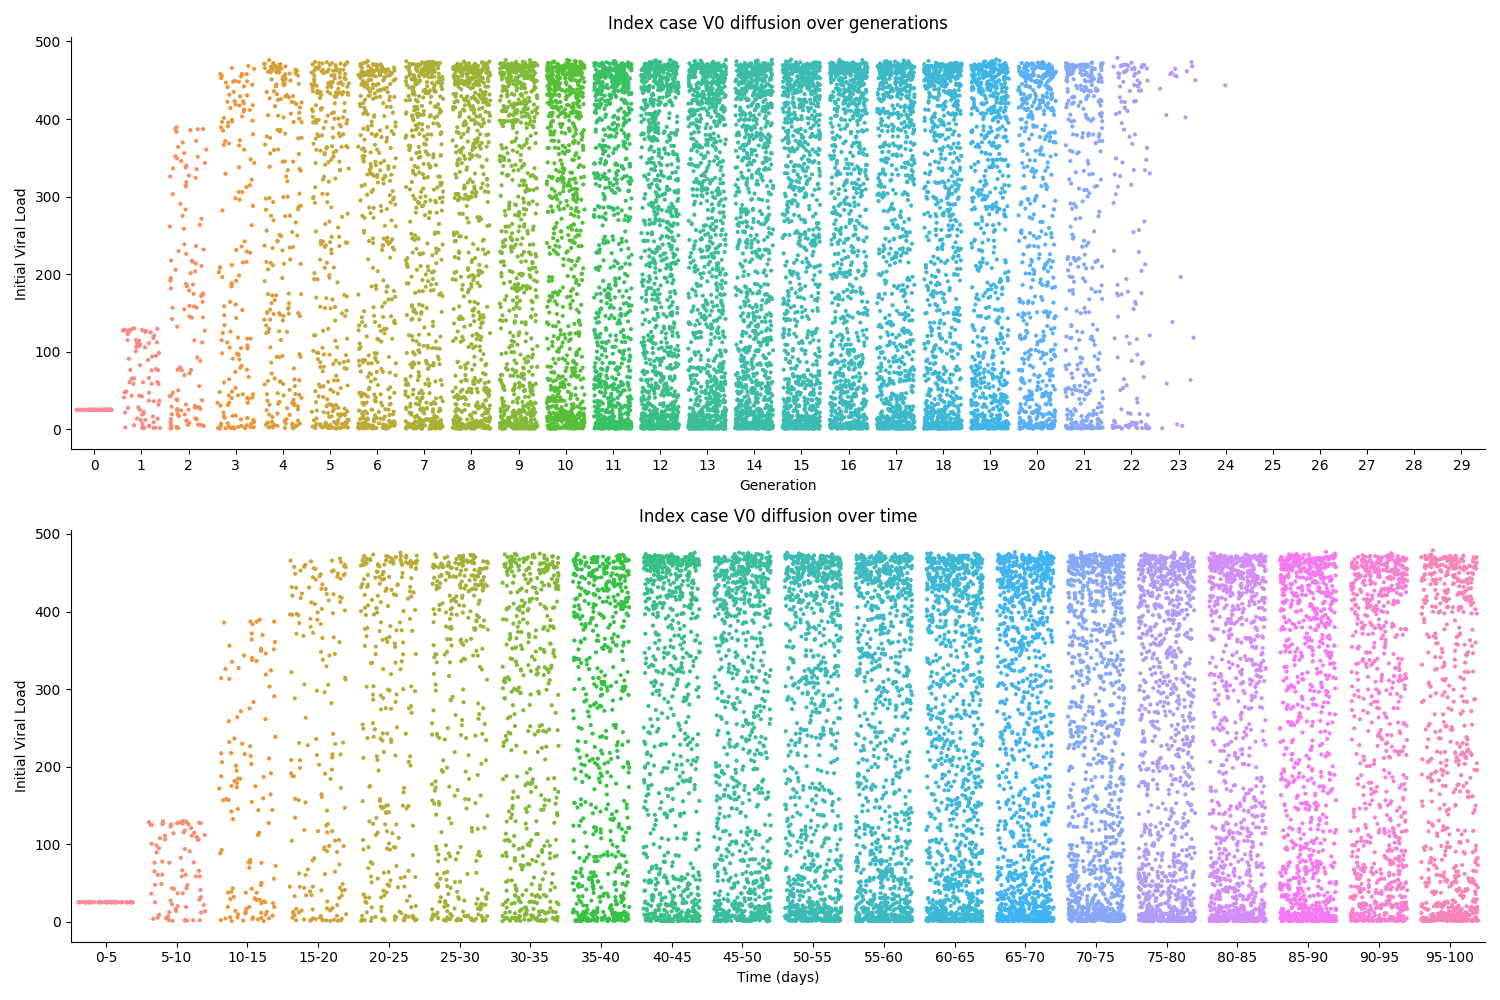 Index case V0 diffusion over generations
500
400
300
200
100
0
Initial Viral Load
0 1 2 3 4 5 6 7 8 9 10 11 12 13 14 15 16 17 18 19 20 21 22 23 24 25 26 27 28 29
Generation
Index case V0 diffusion over time
500
400
300
200
100
0
Initial Viral Load
0-5 5-10 10-15 15-20 20-25 25-30 30-35 35-40 40-45 45-50 50-55 55-60 60-65 65-70 70-75 75-80 80-85 85-90 90-95 95-100
Time (days)